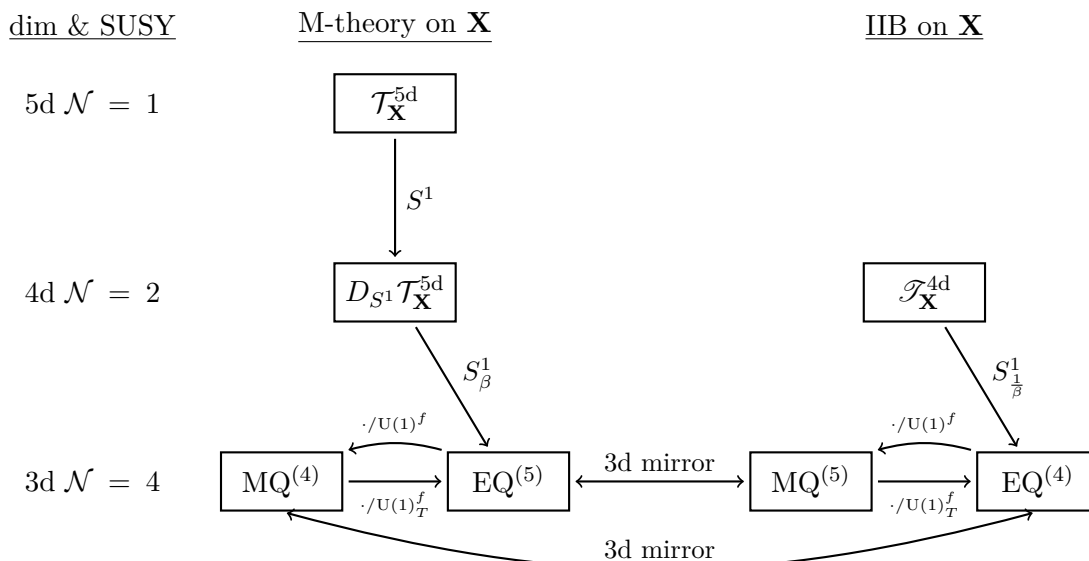 dim & SUSY M-theory on X IIB on X
5d 𝒩 = 1 𝒯_X^{5d}
S^1
4d 𝒩 = 2 D_{S^1}𝒯_X^{5d} 𝒯_X^{4d}
S^1_β S^1_{1/β}
·/U(1)^f ·/U(1)^f
3d 𝒩 = 4 MQ^{(4)} EQ^{(5)} 3d mirror MQ^{(5)} EQ^{(4)}
·/U(1)_T^f ·/U(1)_T^f
3d mirror